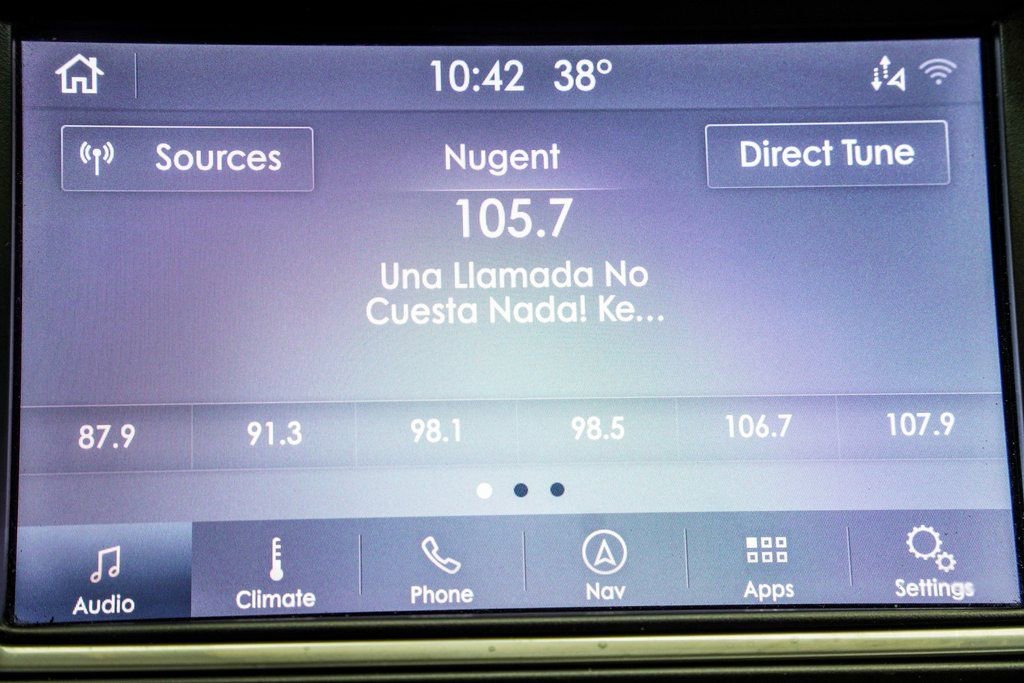 10:42 38°
Sources
Nugent
Direct Tune
105.7
Una Llamada No
Cuesta Nada! Ke...
87.9 91.3 98.1 98.5 106.7 107.9
Audio Climate Phone Nav Apps Settings